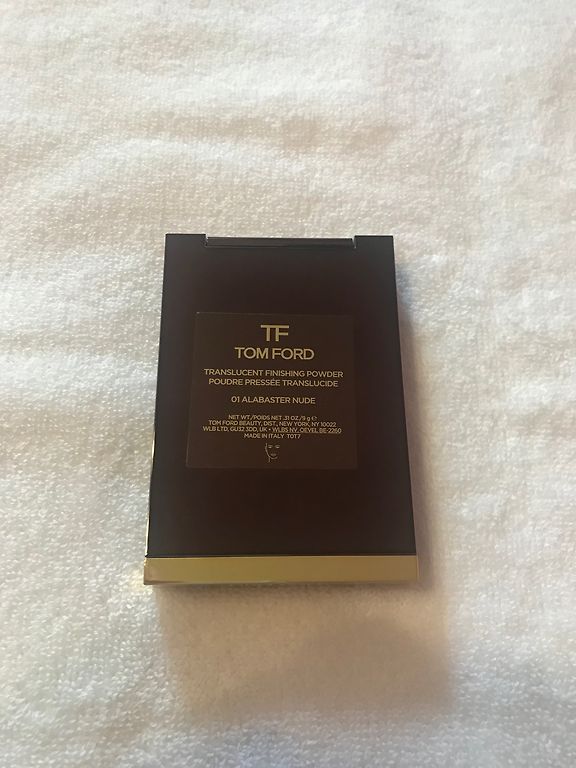 TF
TOM FORD
TRANSLUCENT FINISHING POWDER
POUDRE PRESSÉE TRANSLUCIDE
01 ALABASTER NUDE
NET WT./POIDS NET .31 OZ./9 g ℮
TOM FORD BEAUTY, DIST., NEW YORK, NY 10022
WLB LTD, GU32 3DD, UK • WLBS NV, OEVEL BE-2260
MADE IN ITALY T0T7